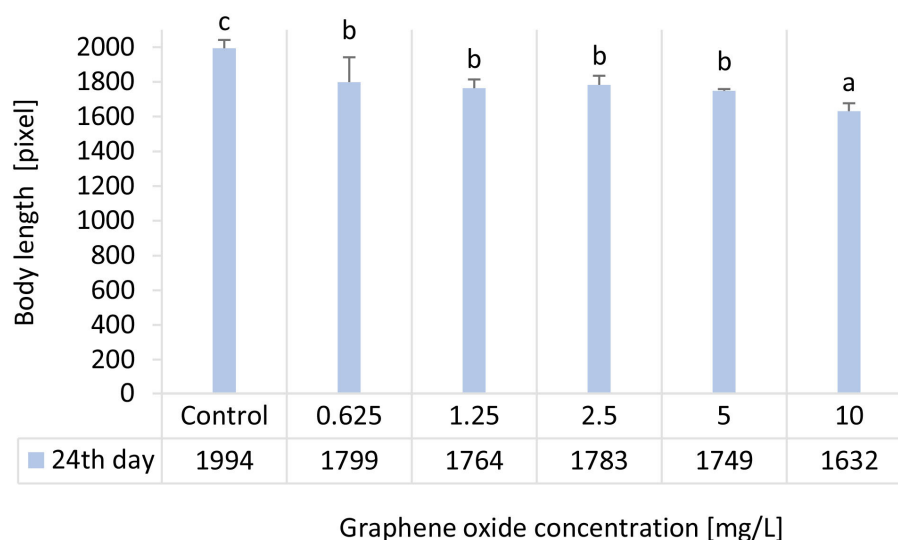 c
b
b
b
b
a
Body length [pixel]
2000
1800
1600
1400
1200
1000
800
600
400
200
0
Control 0.625 1.25 2.5 5 10
24th day 1994 1799 1764 1783 1749 1632
Graphene oxide concentration [mg/L]